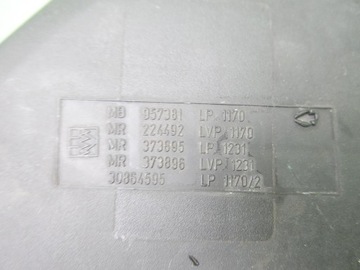 MB 957381 LP 1170
MR 224492 LVP 1170
MR 373895 LP 1231
MR 373896 LVP 1231
30864595 LP 1170/2